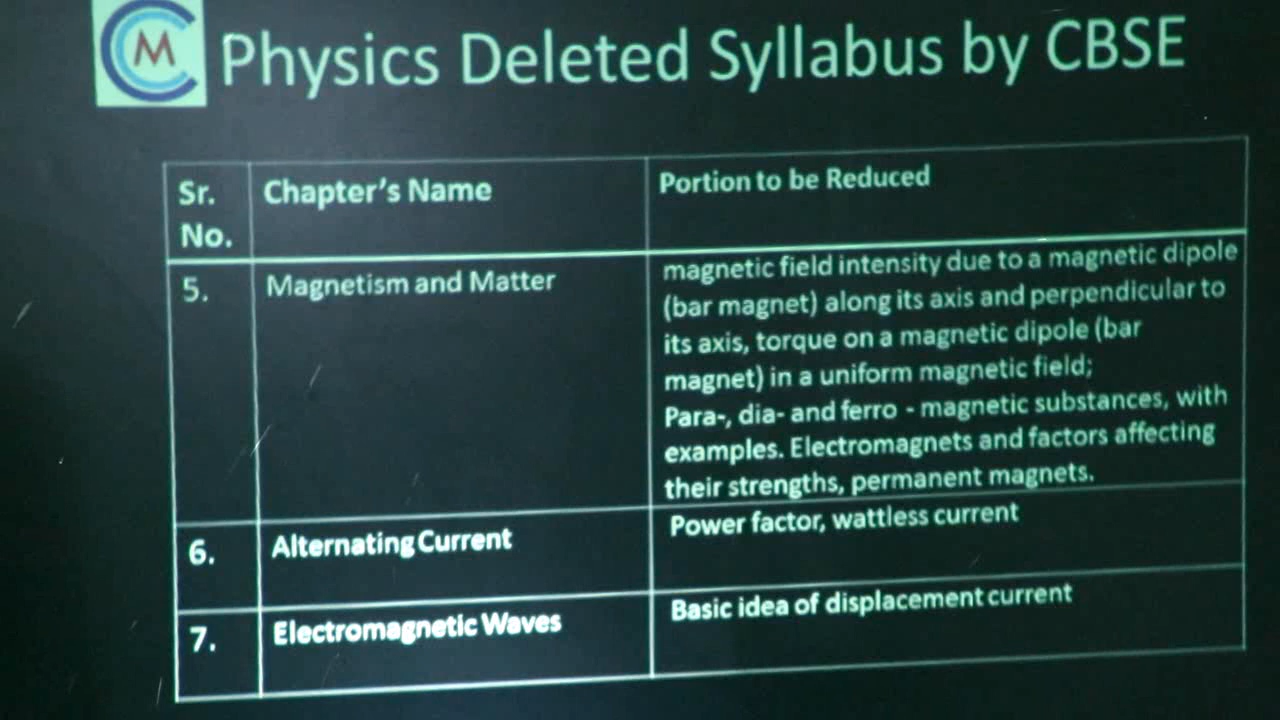 CMC
Physics Deleted Syllabus by CBSE
Sr. No.
Chapter's Name
Portion to be Reduced
5.
Magnetism and Matter
magnetic field intensity due to a magnetic dipole
(bar magnet) along its axis and perpendicular to
its axis, torque on a magnetic dipole (bar
magnet) in a uniform magnetic field;
Para-, dia- and ferro - magnetic substances, with
examples. Electromagnets and factors affecting
their strengths, permanent magnets.
6.
Alternating Current
Power factor, wattless current
7.
Electromagnetic Waves
Basic idea of displacement current